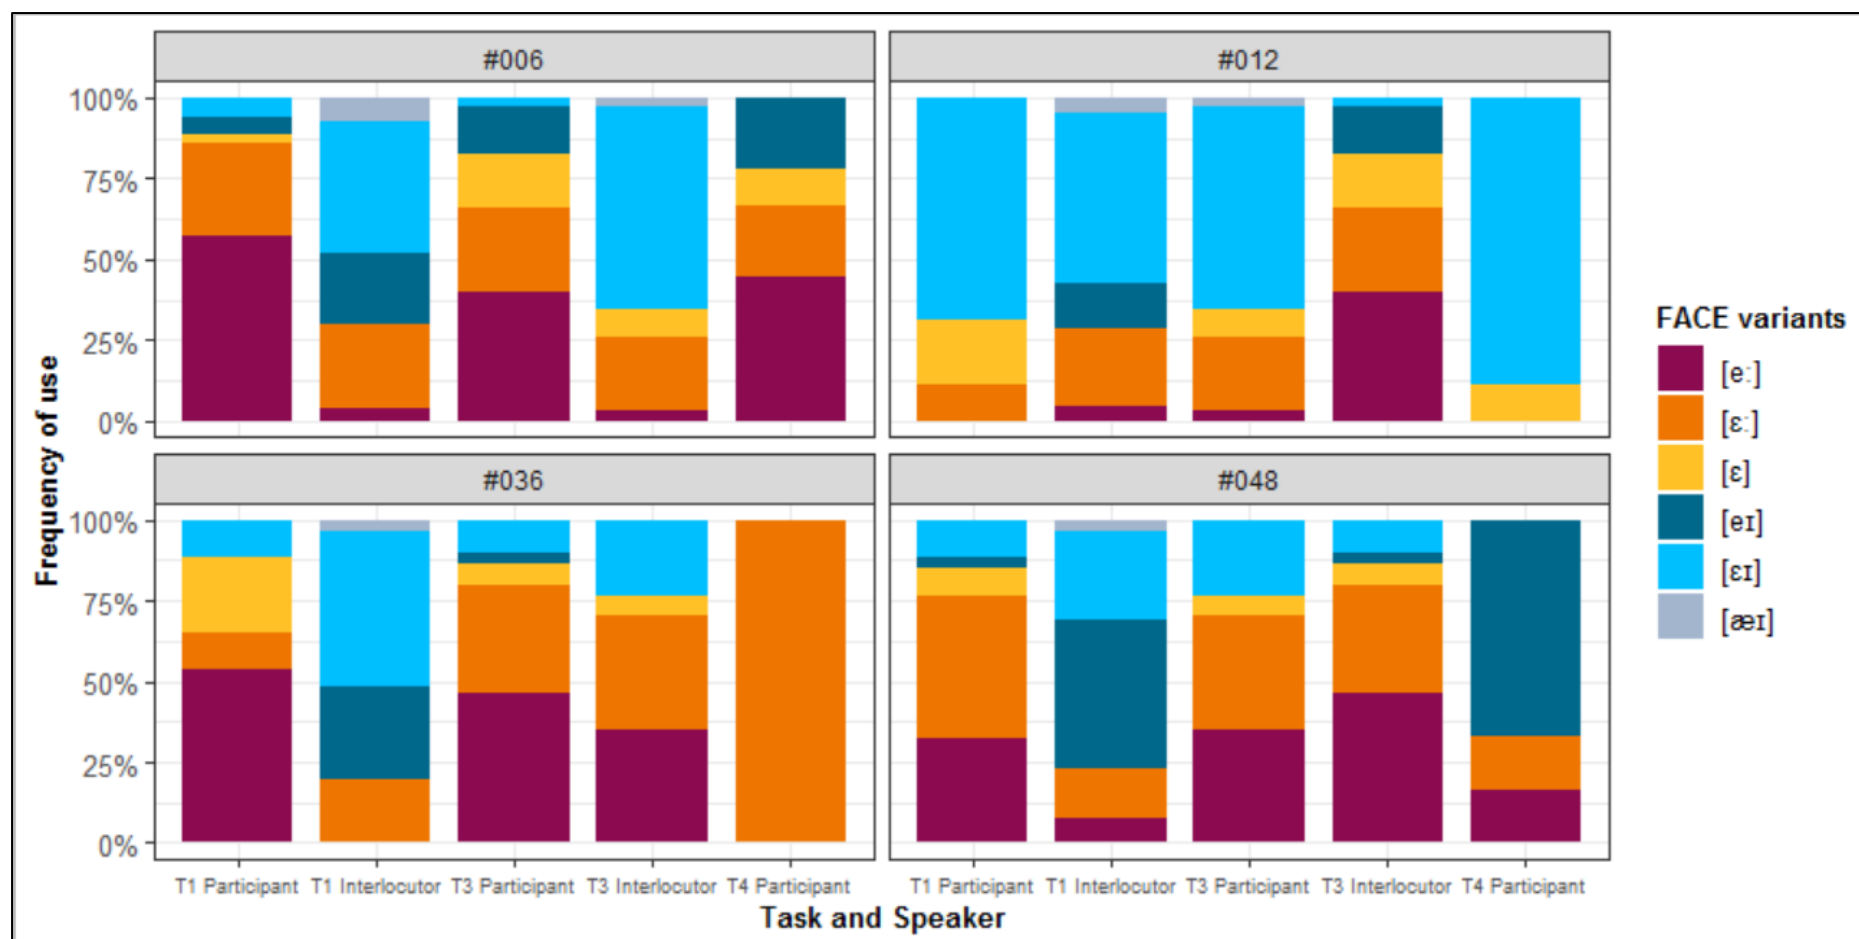 #006
#012
100%
75%
50%
25%
0%
#036
#048
100%
75%
50%
25%
0%
Frequency of use
T1 Participant T1 Interlocutor T3 Participant T3 Interlocutor T4 Participant
T1 Participant T1 Interlocutor T3 Participant T3 Interlocutor T4 Participant
Task and Speaker
FACE variants
[eː]
[ɛː]
[ɛ]
[eɪ]
[ɛɪ]
[æɪ]